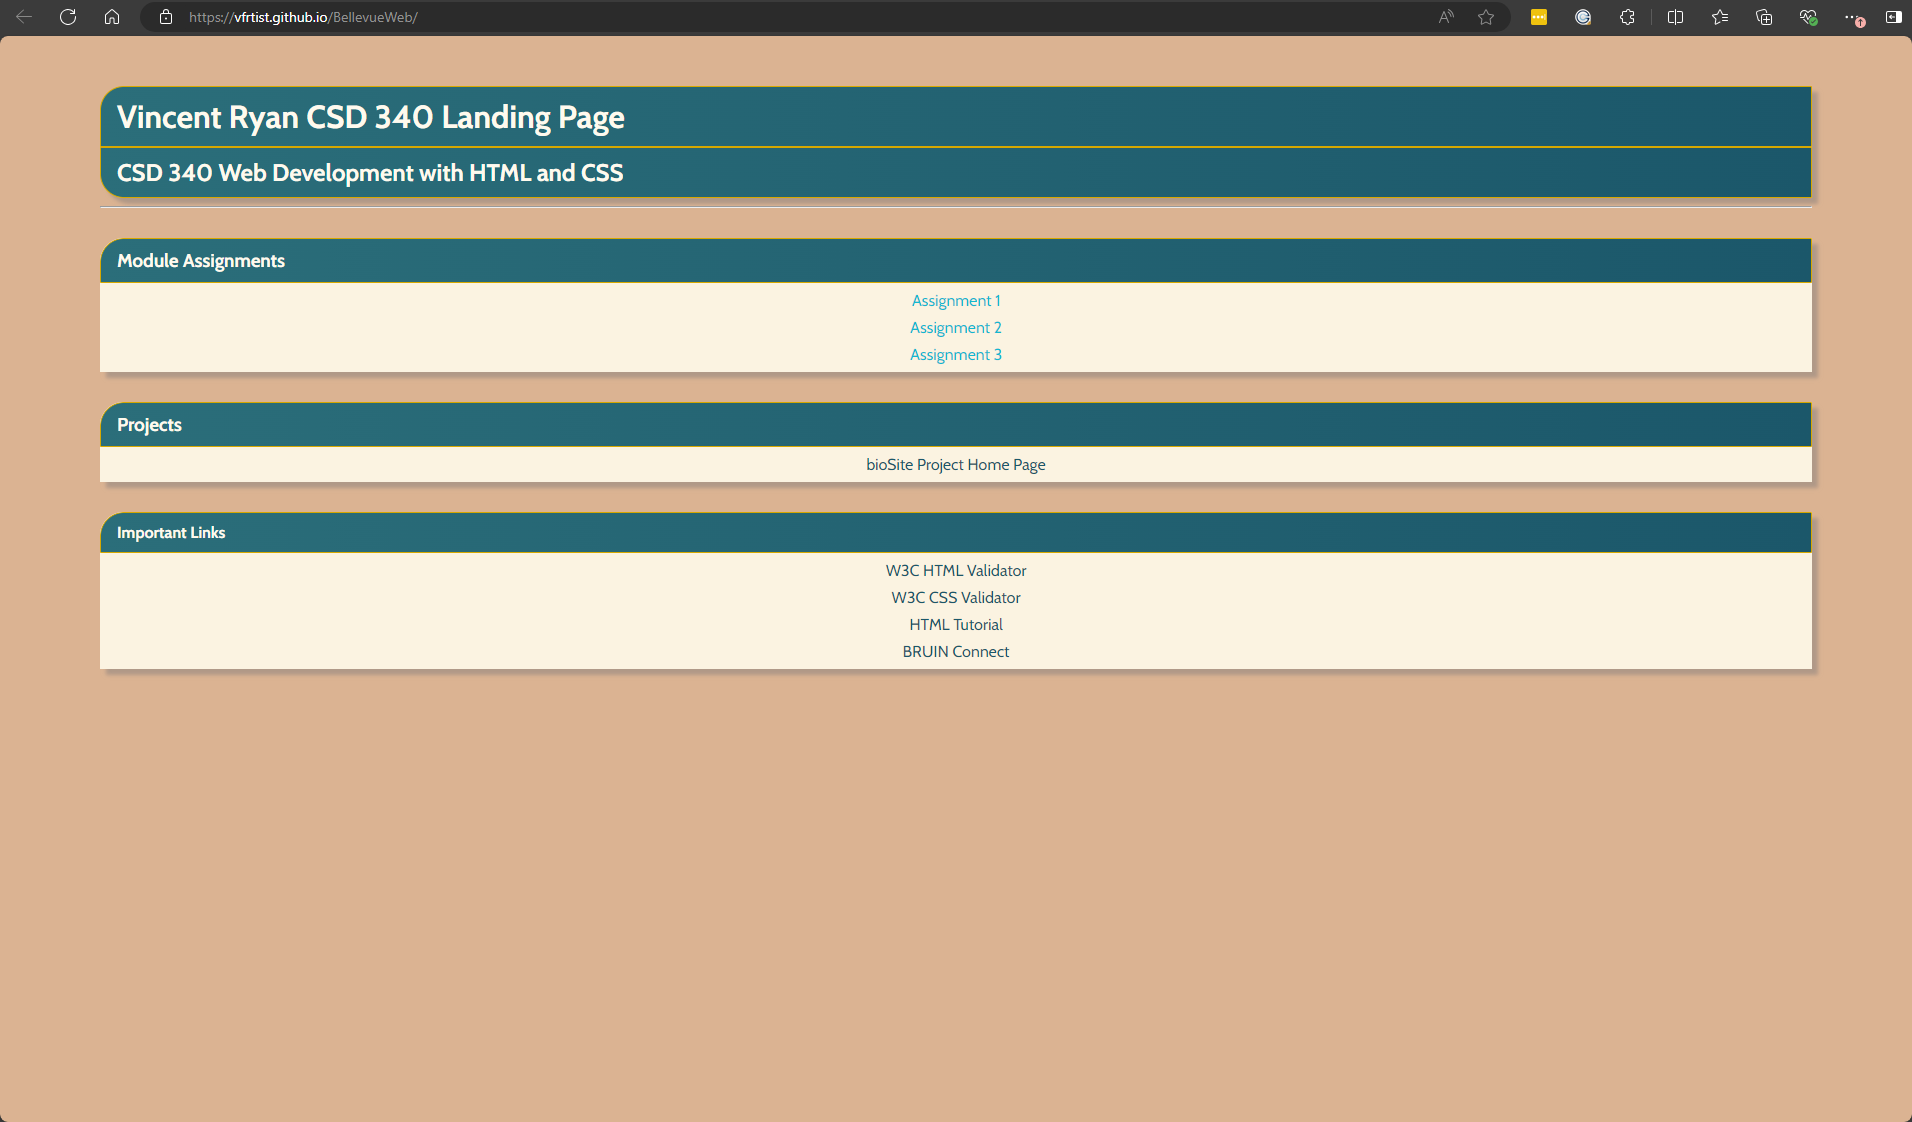 https://vfrtist.github.io/BellevueWeb/
Vincent Ryan CSD 340 Landing Page
CSD 340 Web Development with HTML and CSS
Module Assignments
Assignment 1
Assignment 2
Assignment 3
Projects
bioSite Project Home Page
Important Links
W3C HTML Validator
W3C CSS Validator
HTML Tutorial
BRUIN Connect